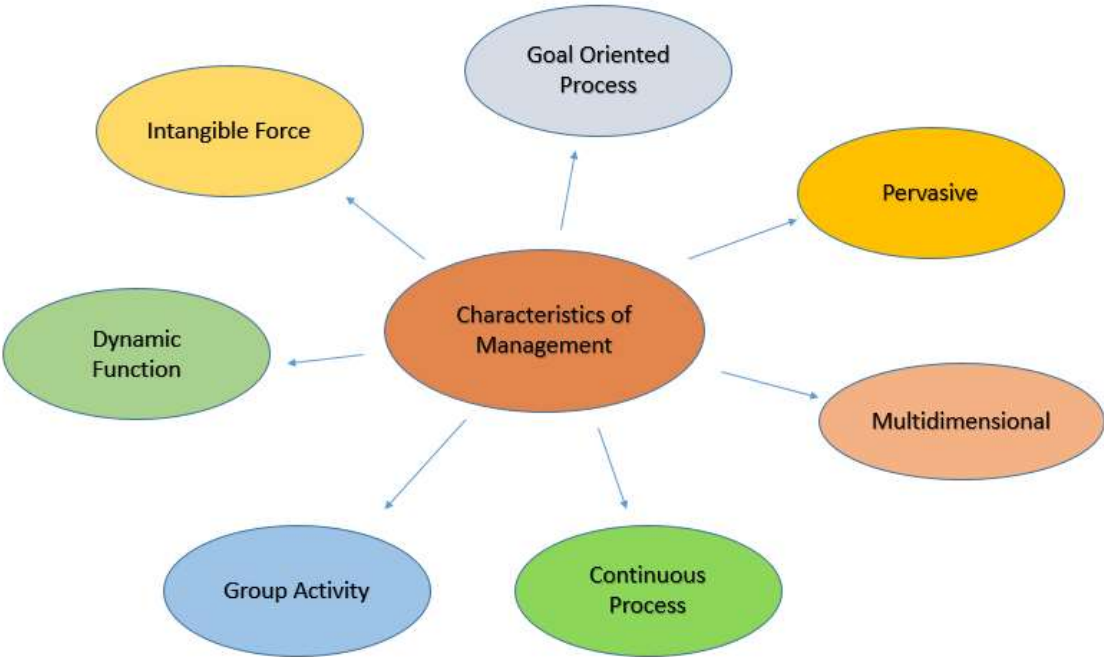 Goal Oriented
Process
Intangible Force
Pervasive
Characteristics of
Management
Dynamic
Function
Multidimensional
Group Activity
Continuous
Process